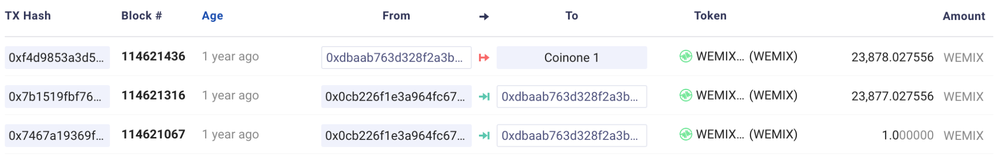 TX Hash Block # Age From → To Token Amount
0xf4d9853a3d5... 114621436 1 year ago 0xdbaab763d328f2a3b... Coinone 1 WEMIX... (WEMIX) 23,878.027556 WEMIX
0x7b1519fbf76... 114621316 1 year ago 0x0cb226f1e3a964fc67... 0xdbaab763d328f2a3b... WEMIX... (WEMIX) 23,877.027556 WEMIX
0x7467a19369f... 114621067 1 year ago 0x0cb226f1e3a964fc67... 0xdbaab763d328f2a3b... WEMIX... (WEMIX) 1.000000 WEMIX